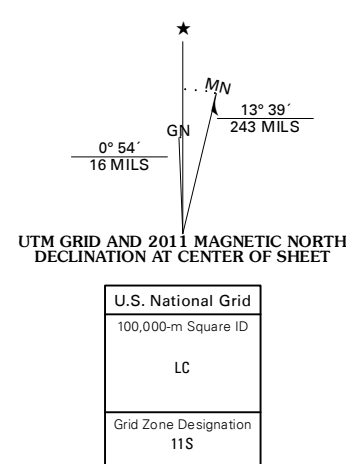 ★
MN
GN
0° 54´
16 MILS
13° 39´
243 MILS
UTM GRID AND 2011 MAGNETIC NORTH
DECLINATION AT CENTER OF SHEET
U.S. National Grid
100,000-m Square ID
LC
Grid Zone Designation
11S